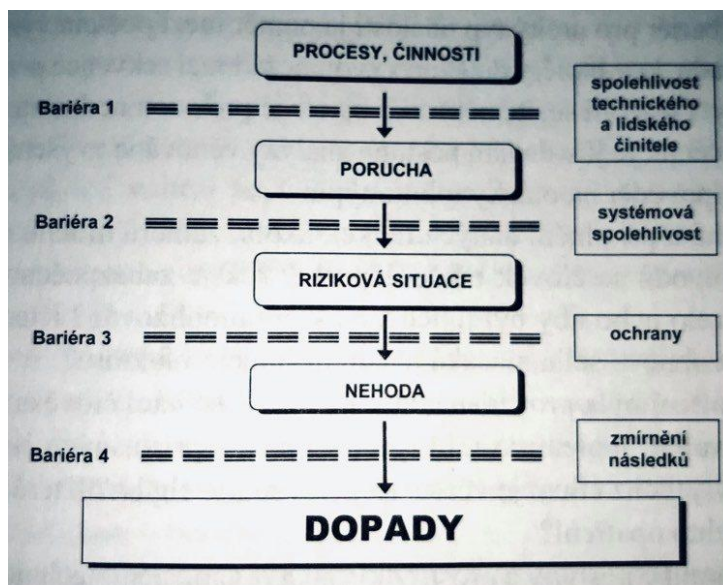 PROCESY, ČINNOSTI
Bariéra 1
spolehlivost
technického
a lidského
činitele
PORUCHA
Bariéra 2
systémová
spolehlivost
RIZIKOVÁ SITUACE
Bariéra 3
ochrany
NEHODA
Bariéra 4
zmírnění
následků
DOPADY